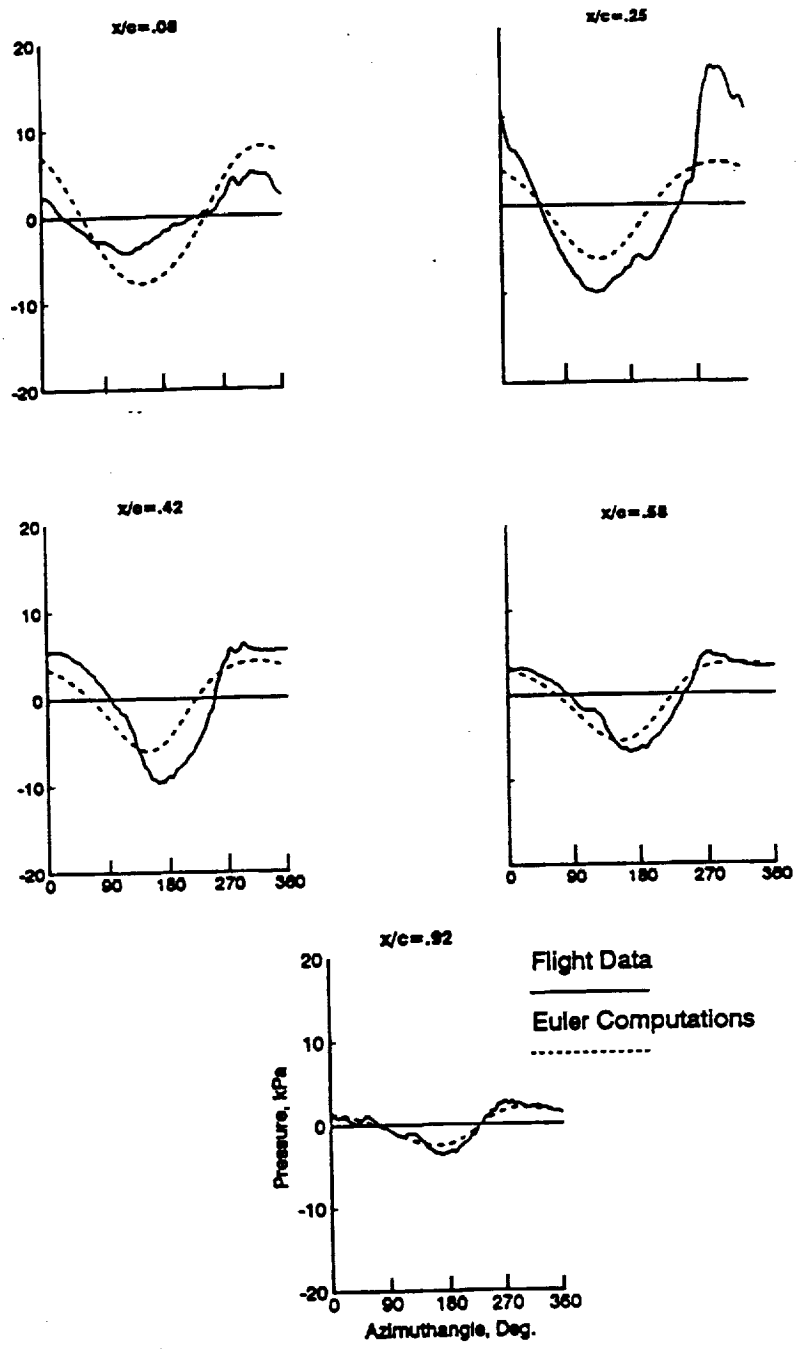 x/c=.08
20
10
0
-10
-20
x/c=.25
x/c=.42
20
10
0
-10
-20
0 90 180 270 360
x/c=.58
0 90 180 270 360
x/c=.92
20
10
0
-10
-20
Pressure, kPa
0 90 180 270 360
Azimuthangle, Deg.
Flight Data
Euler Computations